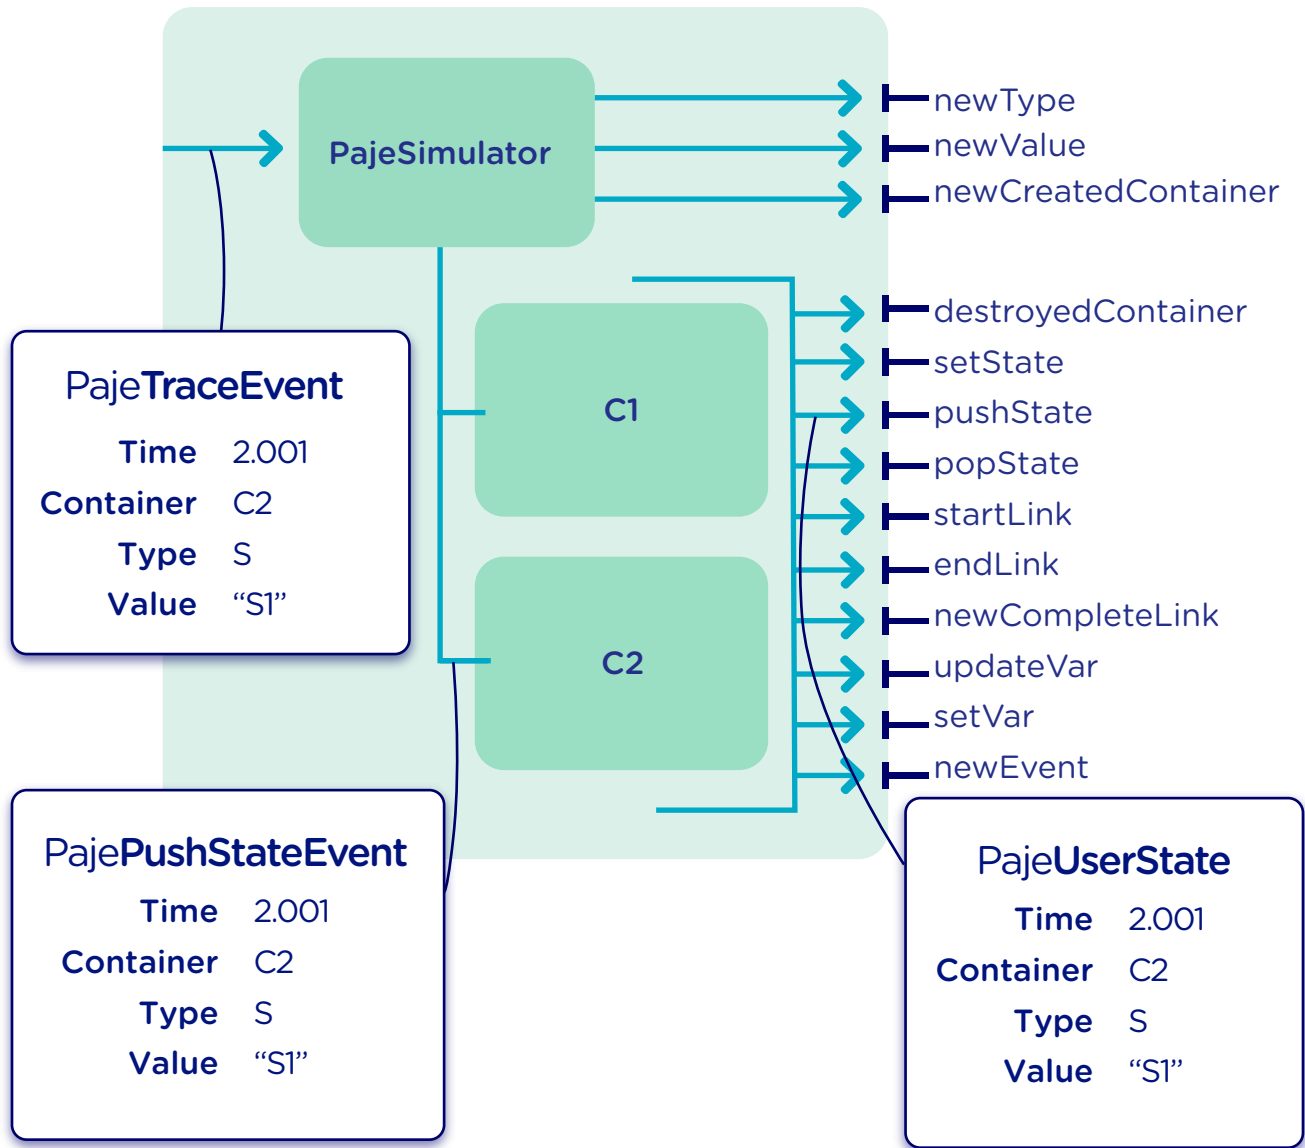 newType
PajeSimulator
newValue
newCreatedContainer
destroyedContainer
setState
pushState
popState
startLink
endLink
newCompleteLink
updateVar
setVar
newEvent
C1
C2
PajeTraceEvent
Time 2.001
Container C2
Type S
Value “S1”
PajePushStateEvent
Time 2.001
Container C2
Type S
Value “S1”
PajeUserState
Time 2.001
Container C2
Type S
Value “S1”